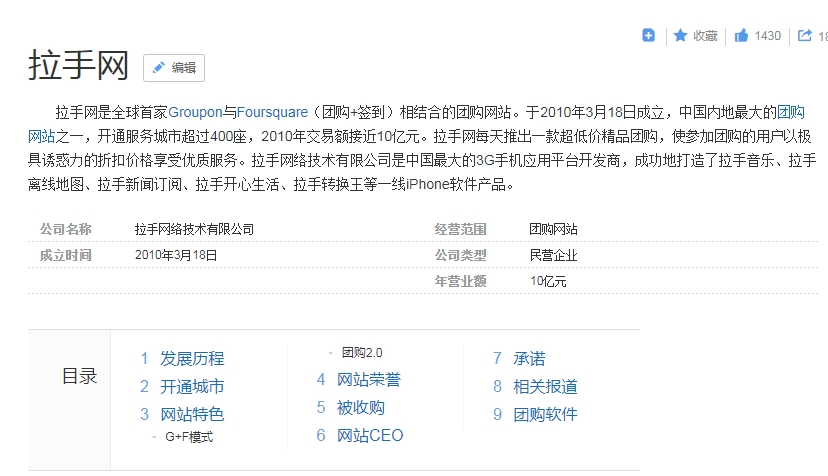 收藏 1430 18
拉手网 编辑
拉手网是全球首家Groupon与Foursquare（团购+签到）相结合的团购网站。于2010年3月18日成立，中国内地最大的团购
网站之一，开通服务城市超过400座，2010年交易额接近10亿元。拉手网每天推出一款超低价精品团购，使参加团购的用户以极
具诱惑力的折扣价格享受优质服务。拉手网络技术有限公司是中国最大的3G手机应用平台开发商，成功地打造了拉手音乐、拉手
离线地图、拉手新闻订阅、拉手开心生活、拉手转换王等一线iPhone软件产品。
公司名称 拉手网络技术有限公司 经营范围 团购网站
成立时间 2010年3月18日 公司类型 民营企业
年营业额 10亿元
目录
1 发展历程
2 开通城市
3 网站特色
- G+F模式
- 团购2.0
4 网站荣誉
5 被收购
6 网站CEO
7 承诺
8 相关报道
9 团购软件